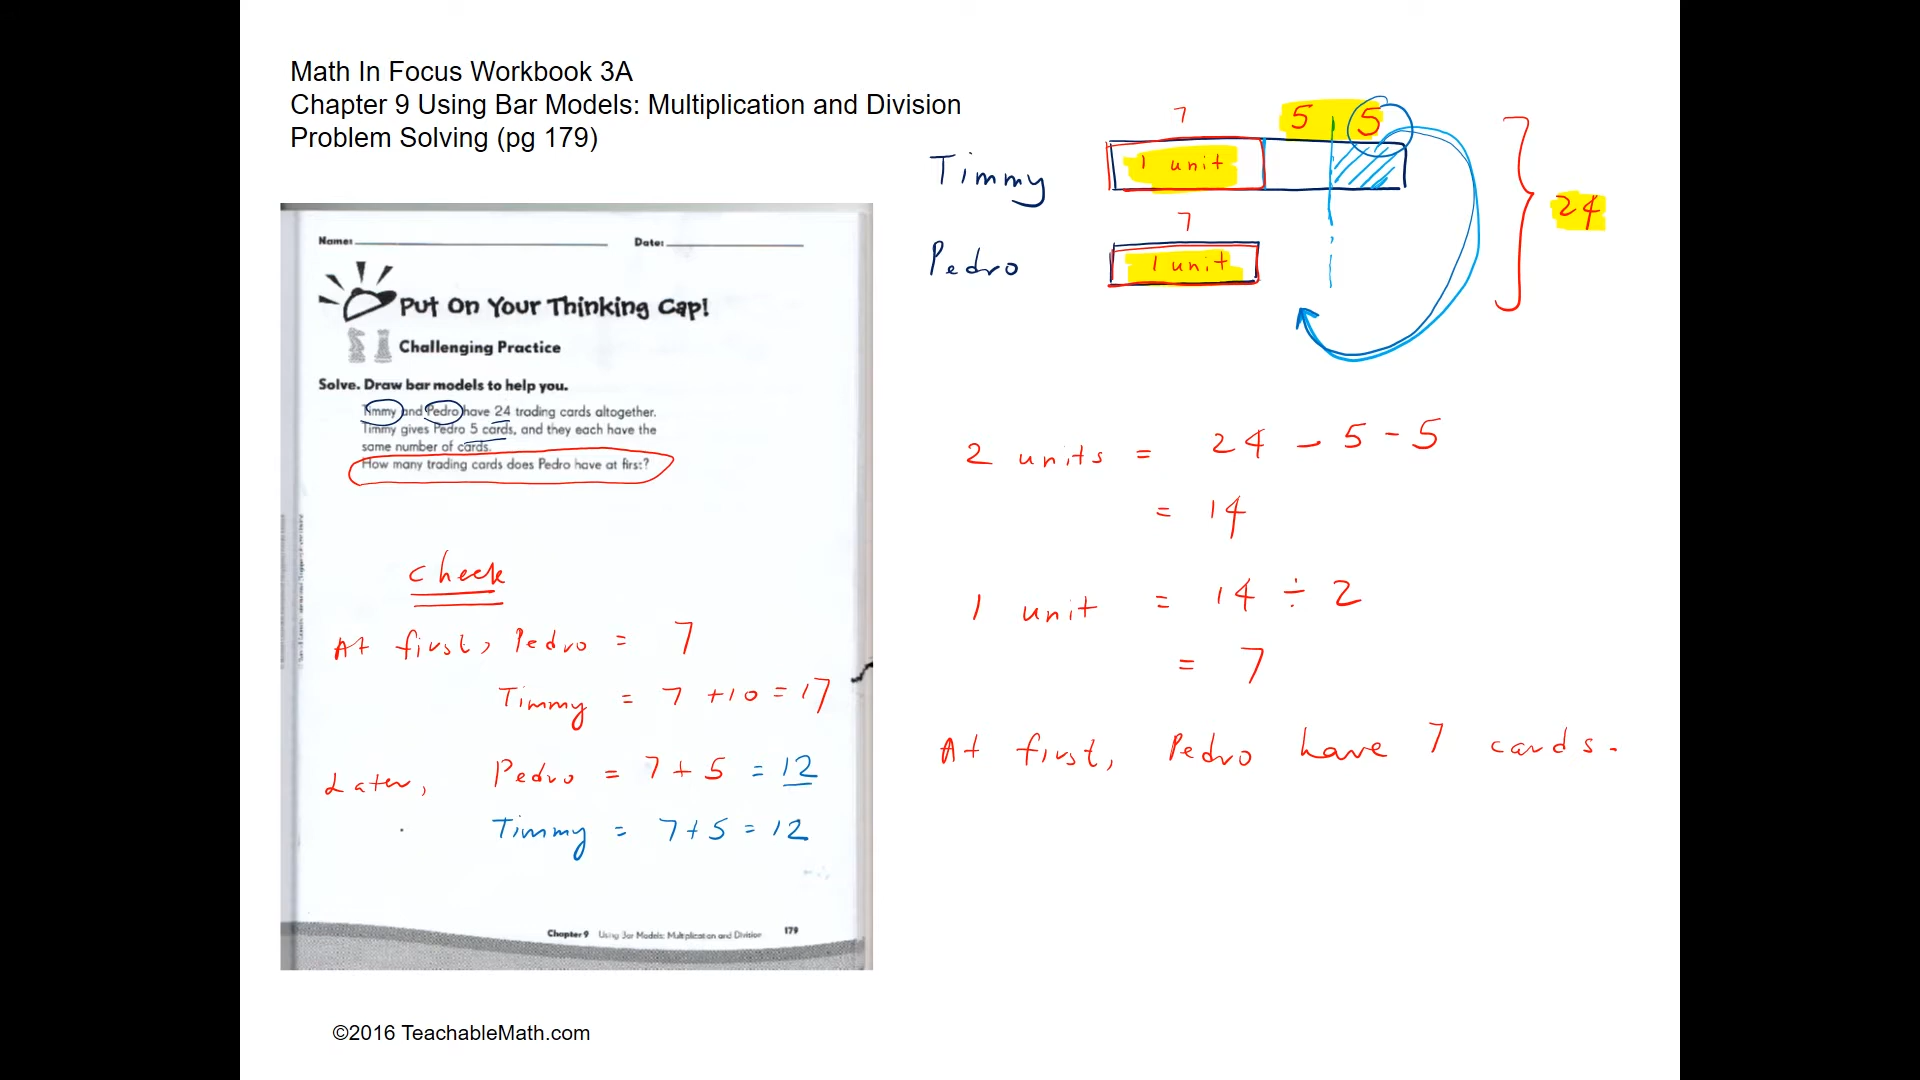 Math In Focus Workbook 3A
Chapter 9 Using Bar Models: Multiplication and Division
Problem Solving (pg 179)
Name:
Date:
Put On Your Thinking Cap!
Challenging Practice
Solve. Draw bar models to help you.
Timmy and Pedro have 24 trading cards altogether.
Timmy gives Pedro 5 cards, and they each have the
same number of cards.
How many trading cards does Pedro have at first?
Check
At first, Pedro = 7
Timmy = 7 +10 = 17
Later, Pedro = 7 + 5 = 12
Timmy = 7 + 5 = 12
Chapter 9 Using Bar Models: Multiplication and Division 179
7 5 5
Timmy 1 unit
24
7
Pedro 1 unit
2 units = 24 - 5 - 5
= 14
1 unit = 14 ÷ 2
= 7
At first, Pedro have 7 cards.
©2016 TeachableMath.com